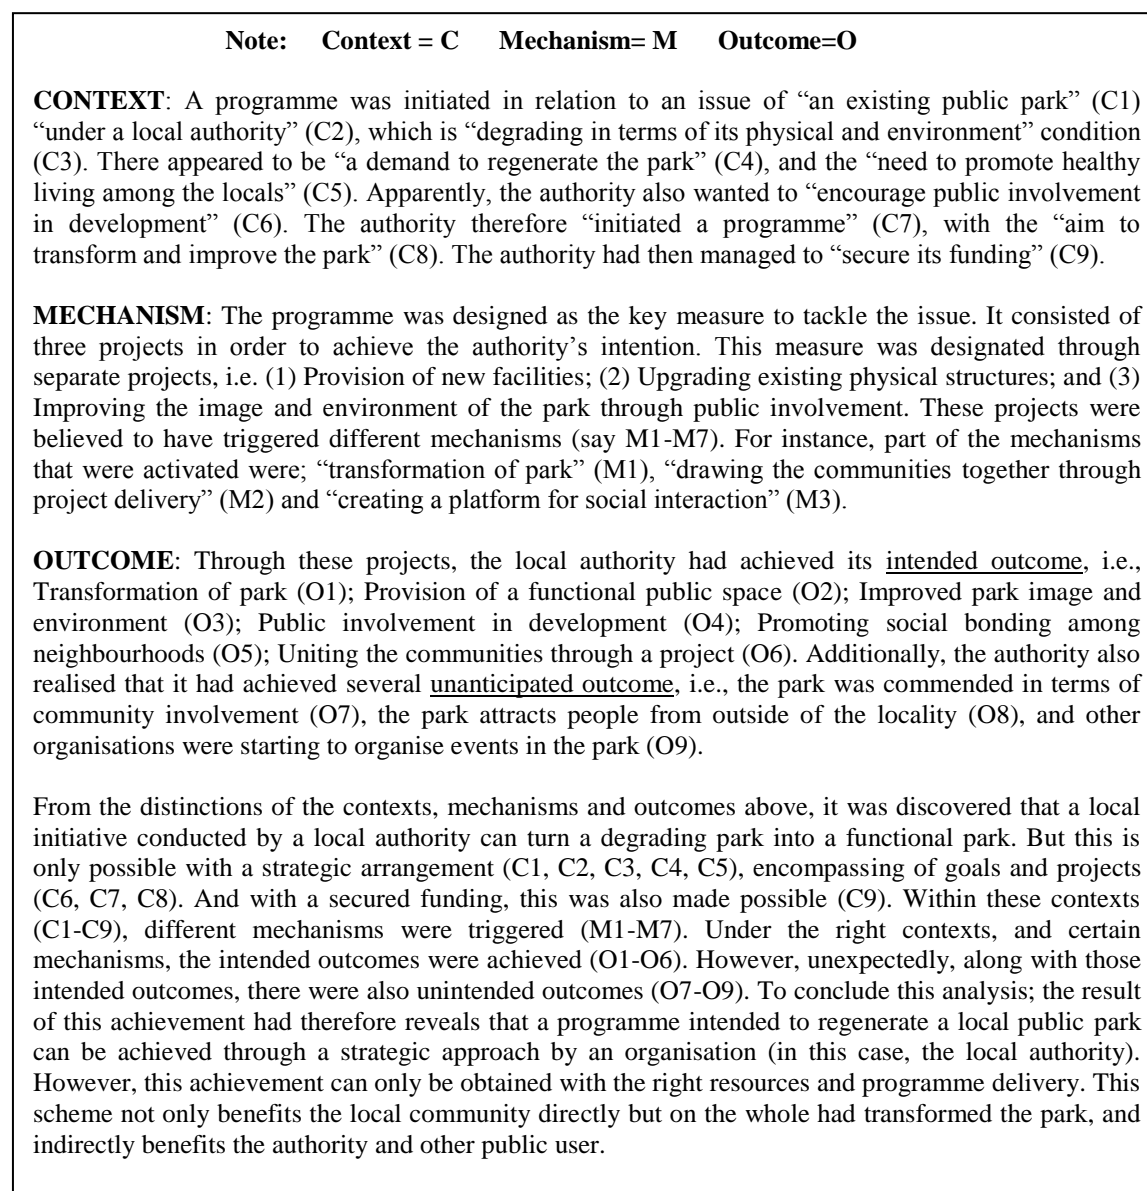 Note: Context = C Mechanism= M Outcome=O
CONTEXT: A programme was initiated in relation to an issue of “an existing public park” (C1)
“under a local authority” (C2), which is “degrading in terms of its physical and environment” condition
(C3). There appeared to be “a demand to regenerate the park” (C4), and the “need to promote healthy
living among the locals” (C5). Apparently, the authority also wanted to “encourage public involvement
in development” (C6). The authority therefore “initiated a programme” (C7), with the “aim to
transform and improve the park” (C8). The authority had then managed to “secure its funding” (C9).
MECHANISM: The programme was designed as the key measure to tackle the issue. It consisted of
three projects in order to achieve the authority’s intention. This measure was designated through
separate projects, i.e. (1) Provision of new facilities; (2) Upgrading existing physical structures; and (3)
Improving the image and environment of the park through public involvement. These projects were
believed to have triggered different mechanisms (say M1-M7). For instance, part of the mechanisms
that were activated were; “transformation of park” (M1), “drawing the communities together through
project delivery” (M2) and “creating a platform for social interaction” (M3).
OUTCOME: Through these projects, the local authority had achieved its intended outcome, i.e.,
Transformation of park (O1); Provision of a functional public space (O2); Improved park image and
environment (O3); Public involvement in development (O4); Promoting social bonding among
neighbourhoods (O5); Uniting the communities through a project (O6). Additionally, the authority also
realised that it had achieved several unanticipated outcome, i.e., the park was commended in terms of
community involvement (O7), the park attracts people from outside of the locality (O8), and other
organisations were starting to organise events in the park (O9).
From the distinctions of the contexts, mechanisms and outcomes above, it was discovered that a local
initiative conducted by a local authority can turn a degrading park into a functional park. But this is
only possible with a strategic arrangement (C1, C2, C3, C4, C5), encompassing of goals and projects
(C6, C7, C8). And with a secured funding, this was also made possible (C9). Within these contexts
(C1-C9), different mechanisms were triggered (M1-M7). Under the right contexts, and certain
mechanisms, the intended outcomes were achieved (O1-O6). However, unexpectedly, along with those
intended outcomes, there were also unintended outcomes (O7-O9). To conclude this analysis; the result
of this achievement had therefore reveals that a programme intended to regenerate a local public park
can be achieved through a strategic approach by an organisation (in this case, the local authority).
However, this achievement can only be obtained with the right resources and programme delivery. This
scheme not only benefits the local community directly but on the whole had transformed the park, and
indirectly benefits the authority and other public user.